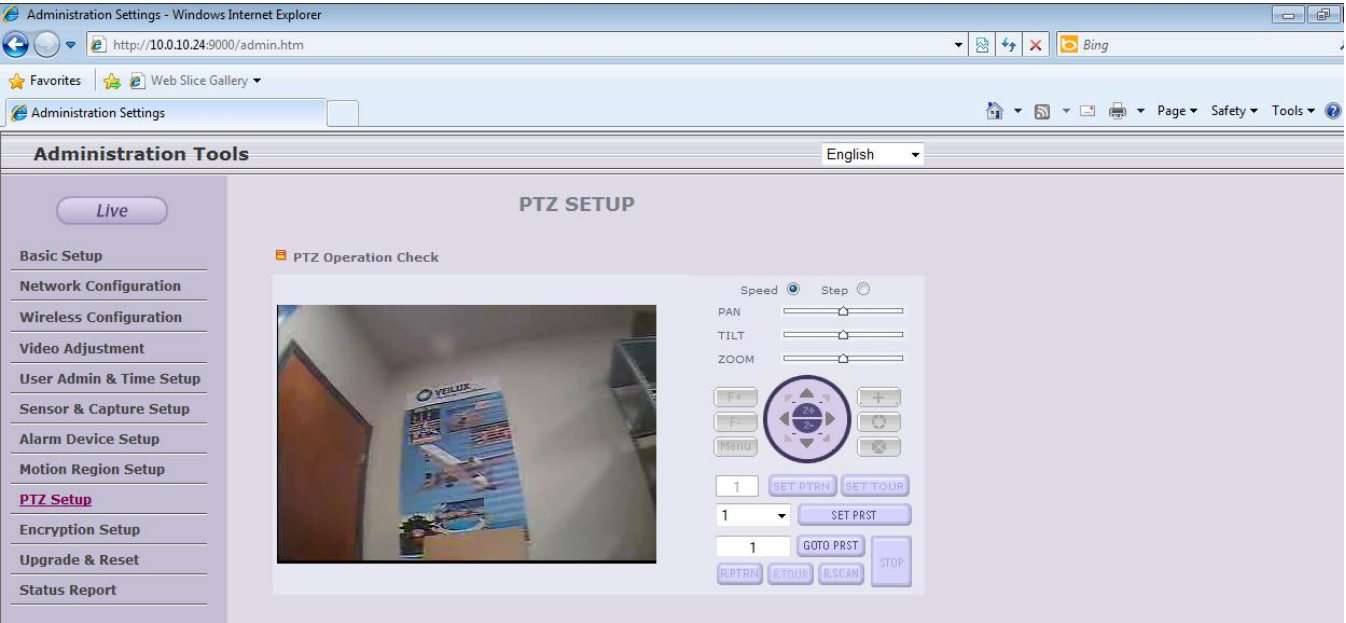 Administration Settings - Windows Internet Explorer
http://10.0.10.24:9000/admin.htm
Bing
Favorites
Web Slice Gallery
Administration Settings
Page
Safety
Tools
Administration Tools
English
Live
PTZ SETUP
Basic Setup
Network Configuration
Wireless Configuration
Video Adjustment
User Admin & Time Setup
Sensor & Capture Setup
Alarm Device Setup
Motion Region Setup
PTZ Setup
Encryption Setup
Upgrade & Reset
Status Report
PTZ Operation Check
VEILUX
Speed Step
PAN
TILT
ZOOM
F+
F-
Menu
Z+
Z-
1 SET PTRN SET TOUR
1 SET PRST
1 GOTO PRST
STOP
R.PTRN R.TOUR R.SCAN